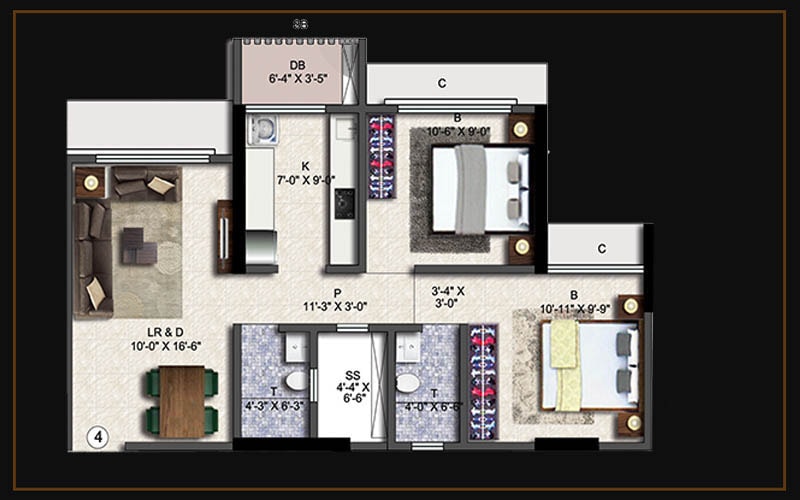 DB
6'-4" X 3'-5"
C
B
10'-6" X 9'-0"
K
7'-0" X 9'-0"
C
P
11'-3" X 3'-0"
3'-4" X
3'-0"
B
10'-11" X 9'-9"
LR & D
10'-0" X 16'-6"
T
4'-3" X 6'-3"
SS
4'-4" X
6'-6"
T
4'-0" X 6'-6"
4